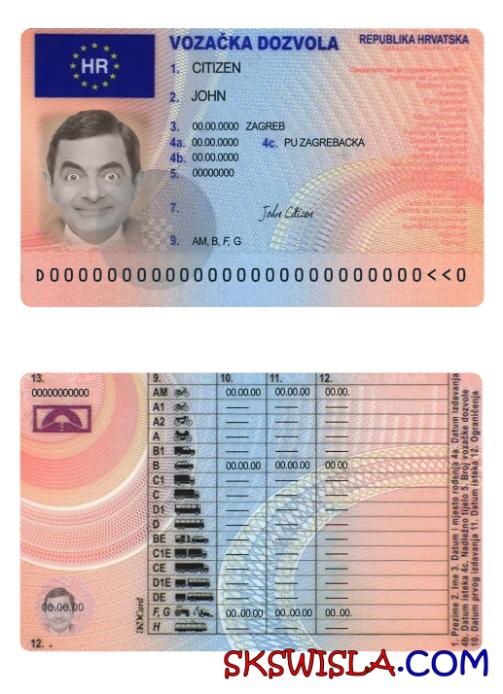 HR
VOZAČKA DOZVOLA
REPUBLIKA HRVATSKA
1. CITIZEN
2. JOHN
3. 00.00.0000 ZAGREB
4a. 00.00.0000 4c. PU ZAGREBACKA
4b. 00.00.0000
5. 00000000
7. John Citizen
9. AM, B, F, G
D0000000000000000000000000000<<0
13. 9. 10. 11. 12.
00000000000
AM 00.00.00 00.00.00 00.00.
A1
A2
A
B1
B 00.00.00 00.00.00 00.00
C1
C
D1
D
BE
C1E
CE
D1E
DE
F, G 00..00.00 00..00.00 00.00.
H
00.00.00
12.
AKDCard
1. Prezime 2. Ime 3. Datum i mjesto rođenja 4a. Datum izdavanja
4b. Datum isteka 4c. Nadležno tijelo 5. Broj vozačke dozvole
10. Datum prvog izdavanja 11. Datum isteka 12. Ograničenja
SKSWISLA.COM